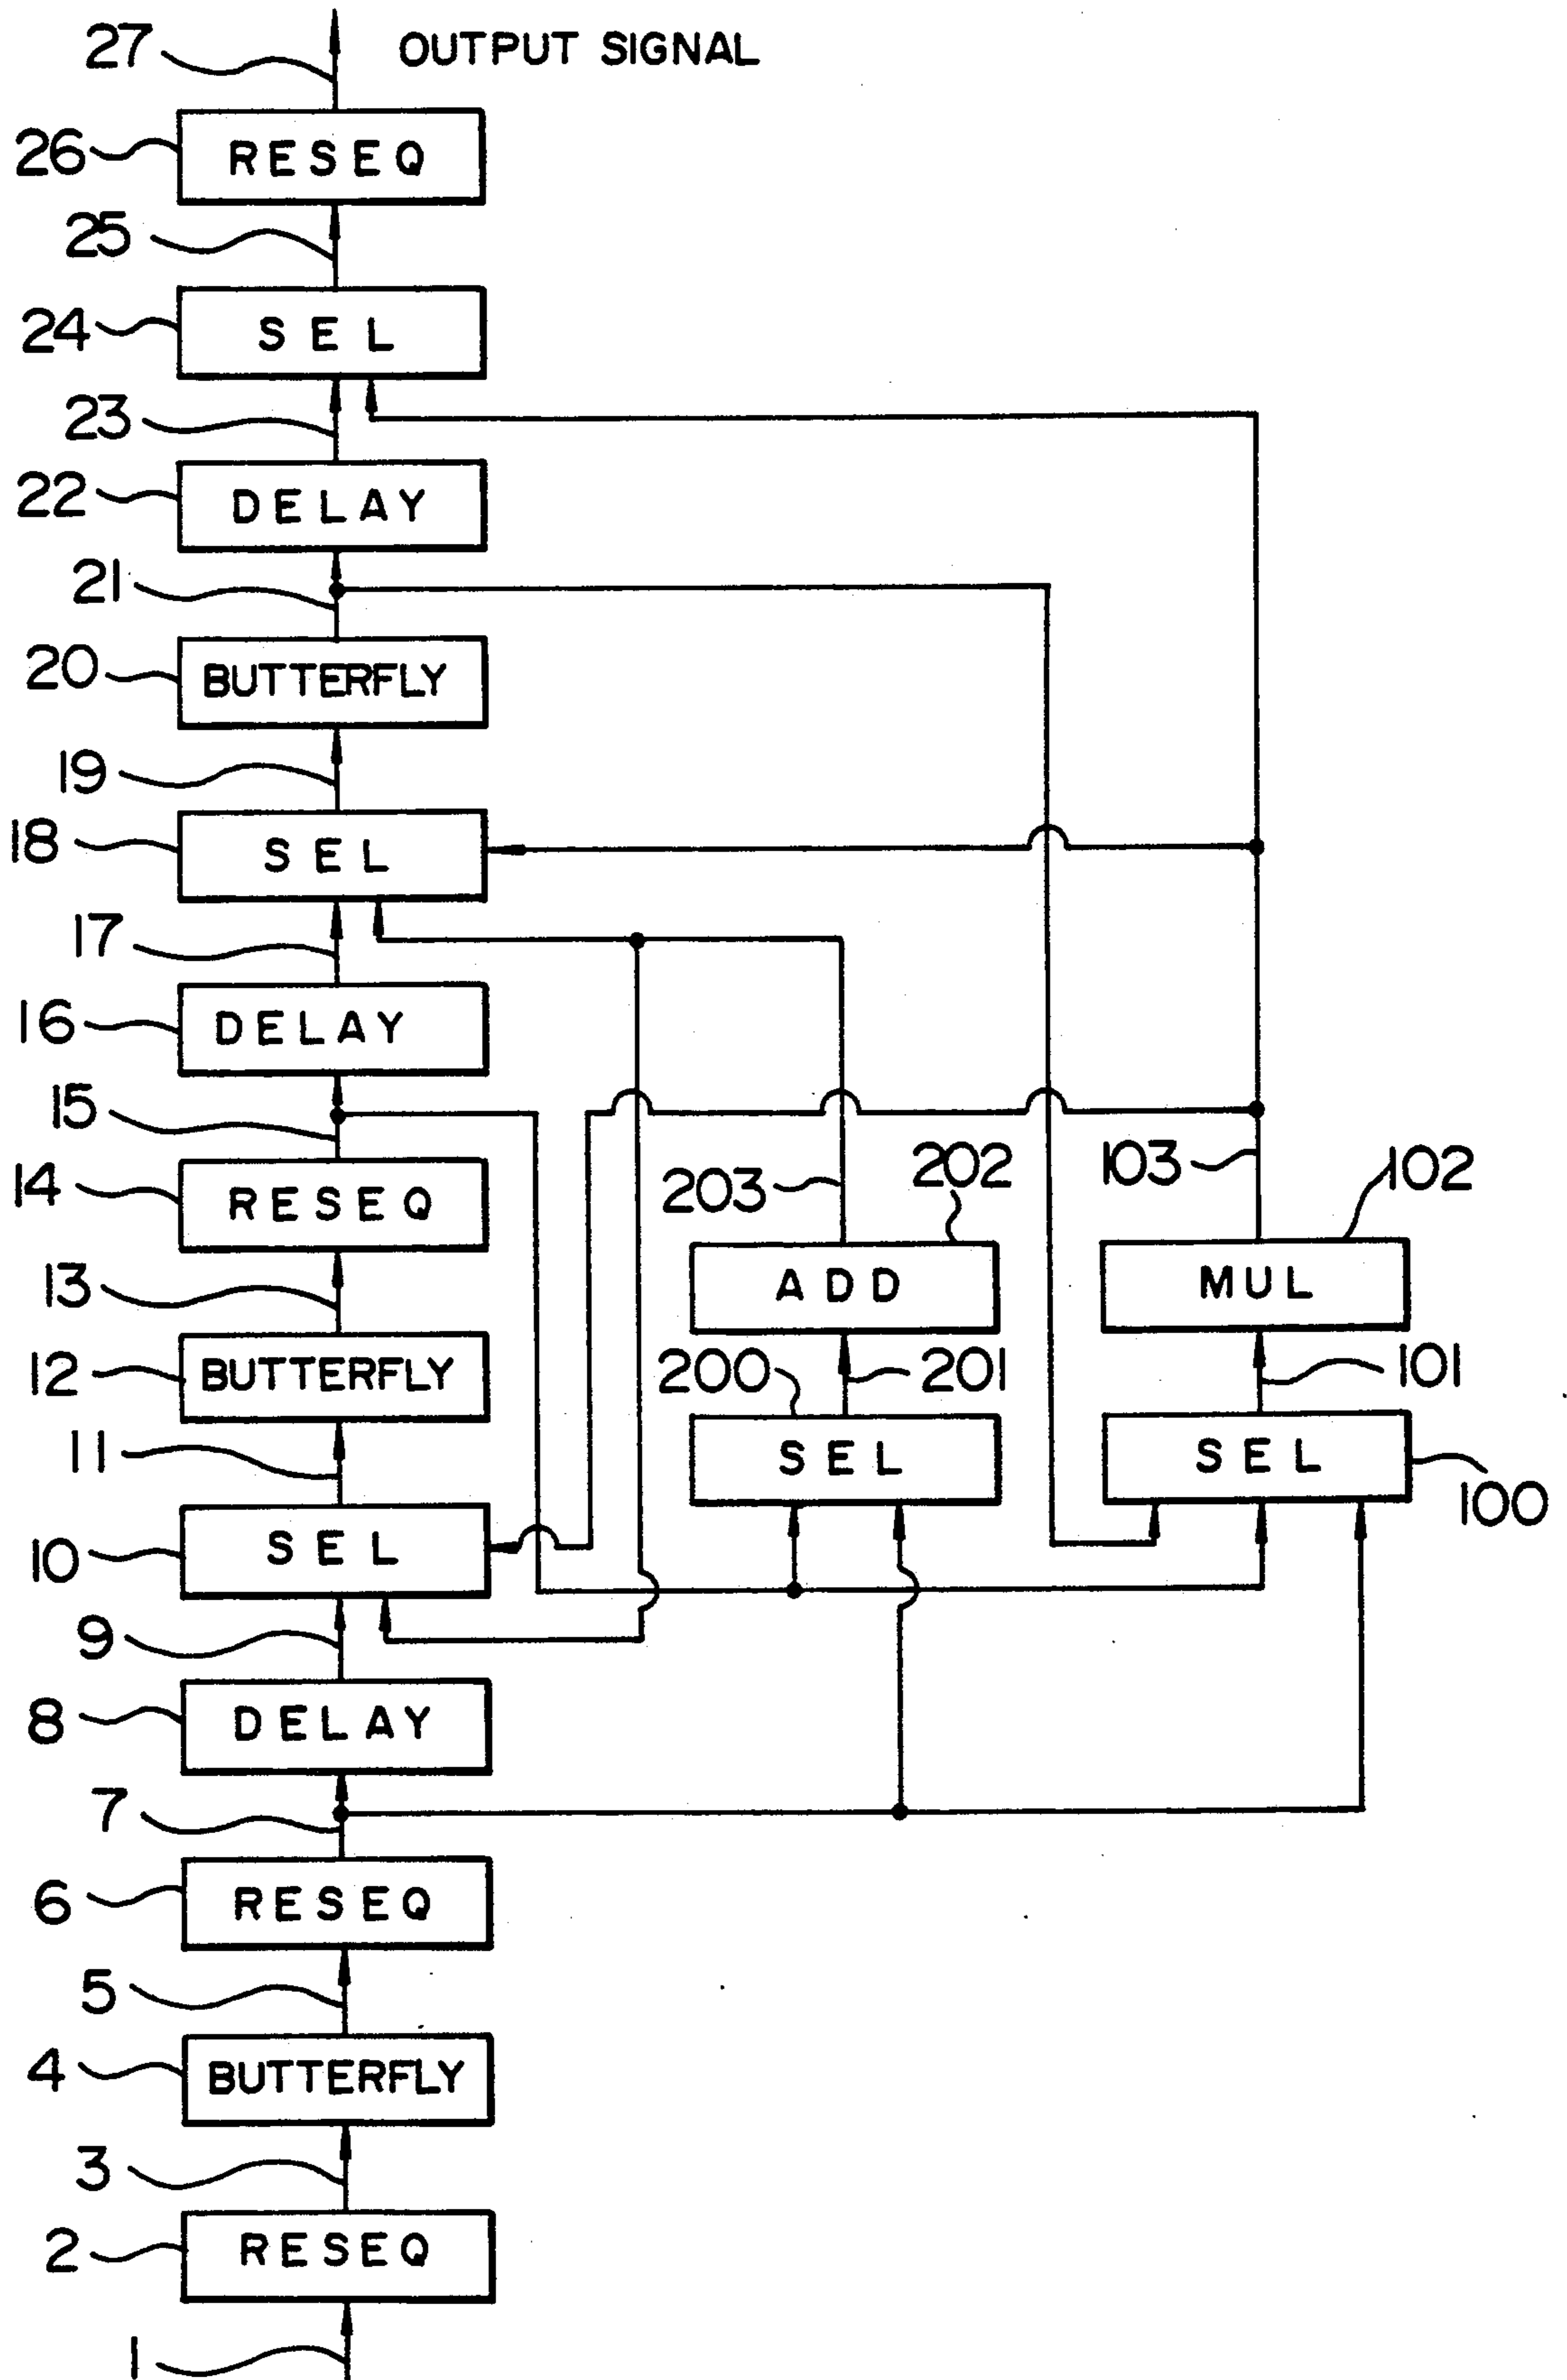 27 OUTPUT SIGNAL
26 RESEQ
25
24 SEL
23
22 DELAY
21
20 BUTTERFLY
19
18 SEL
17
16 DELAY
15
14 RESEQ 203 202 103 102
13 ADD MUL
12 BUTTERFLY 200 201 101
11
10 SEL SEL SEL 100
9
8 DELAY
7
6 RESEQ
5
4 BUTTERFLY
3
2 RESEQ
1